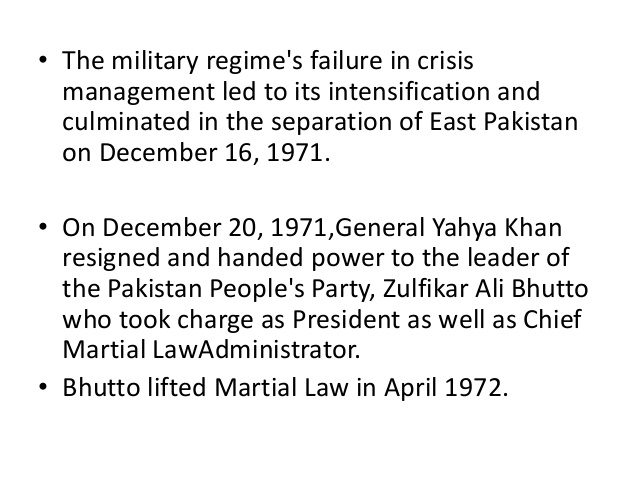 • The military regime's failure in crisis
management led to its intensification and
culminated in the separation of East Pakistan
on December 16, 1971.
• On December 20, 1971,General Yahya Khan
resigned and handed power to the leader of
the Pakistan People's Party, Zulfikar Ali Bhutto
who took charge as President as well as Chief
Martial LawAdministrator.
• Bhutto lifted Martial Law in April 1972.